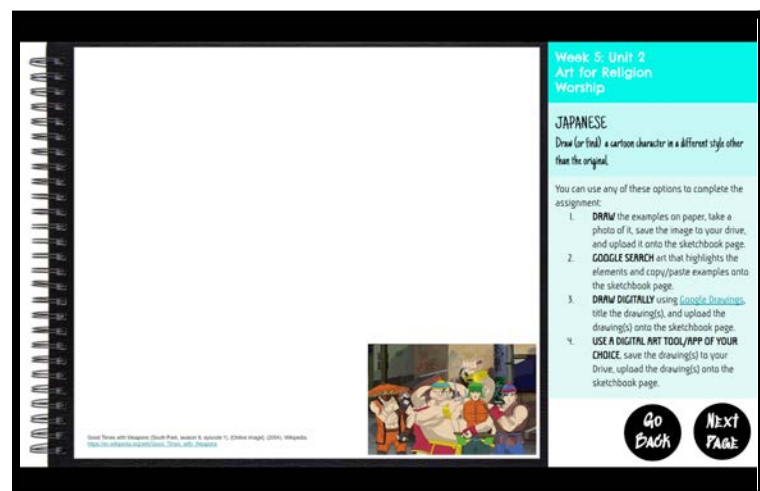 Week 5: Unit 2
Art for Religion
Worship
JAPANESE
Draw (or find) a cartoon character in a different style other
than the original.
You can use any of these options to complete the
assignment:
1. DRAW the examples on paper, take a
photo of it, save the image to your drive,
and upload it onto the sketchbook page.
2. GOOGLE SEARCH art that highlights the
elements and copy/paste examples onto
the sketchbook page.
3. DRAW DIGITALLY using Google Drawings,
title the drawing(s), and upload the
drawing(s) onto the sketchbook page.
4. USE A DIGITAL ART TOOL/APP OF YOUR
CHOICE, save the drawing(s) to your
Drive, upload the drawing(s) onto the
sketchbook page.
Good Times with Weapons (South Park, season 8, episode 1). [Online image]. (2004). Wikipedia.
https://en.wikipedia.org/wiki/Good_Times_with_Weapons
GO
BACK
NEXT
PAGE